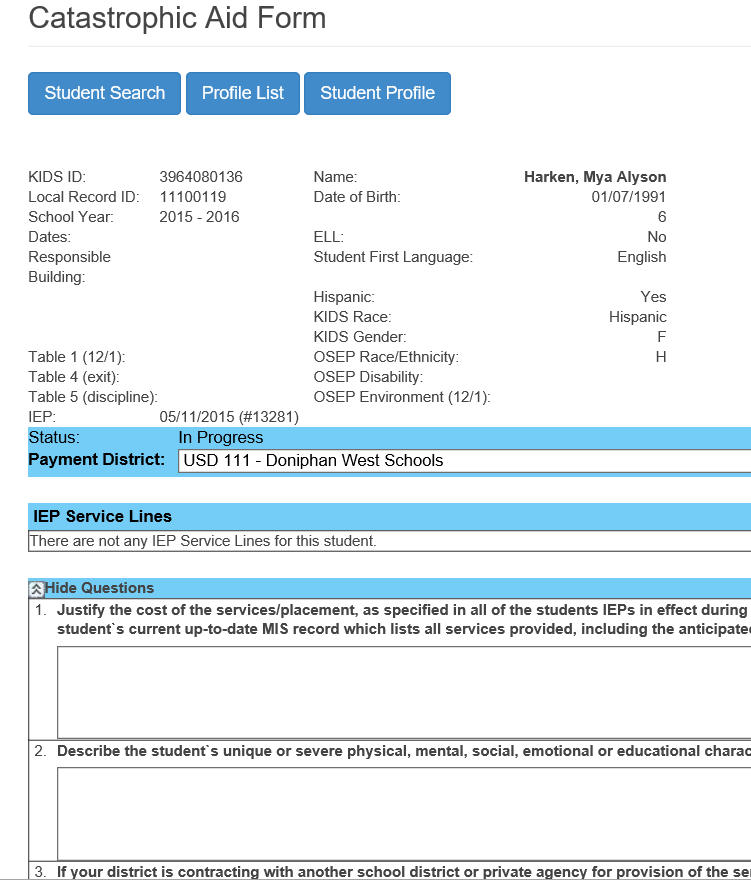 Catastrophic Aid Form
Student Search Profile List Student Profile
KIDS ID: 3964080136 Name: Harken, Mya Alyson
Local Record ID: 11100119 Date of Birth: 01/07/1991
School Year: 2015 - 2016 6
Dates: ELL: No
Responsible Student First Language: English
Building:
Hispanic: Yes
KIDS Race: Hispanic
KIDS Gender: F
Table 1 (12/1): OSEP Race/Ethnicity: H
Table 4 (exit): OSEP Disability:
Table 5 (discipline): OSEP Environment (12/1):
IEP: 05/11/2015 (#13281)
Status: In Progress
Payment District: USD 111 - Doniphan West Schools
IEP Service Lines
There are not any IEP Service Lines for this student.
Hide Questions
1. Justify the cost of the services/placement, as specified in all of the students IEPs in effect during
student`s current up-to-date MIS record which lists all services provided, including the anticipate
2. Describe the student`s unique or severe physical, mental, social, emotional or educational charac
3. If your district is contracting with another school district or private agency for provision of the se